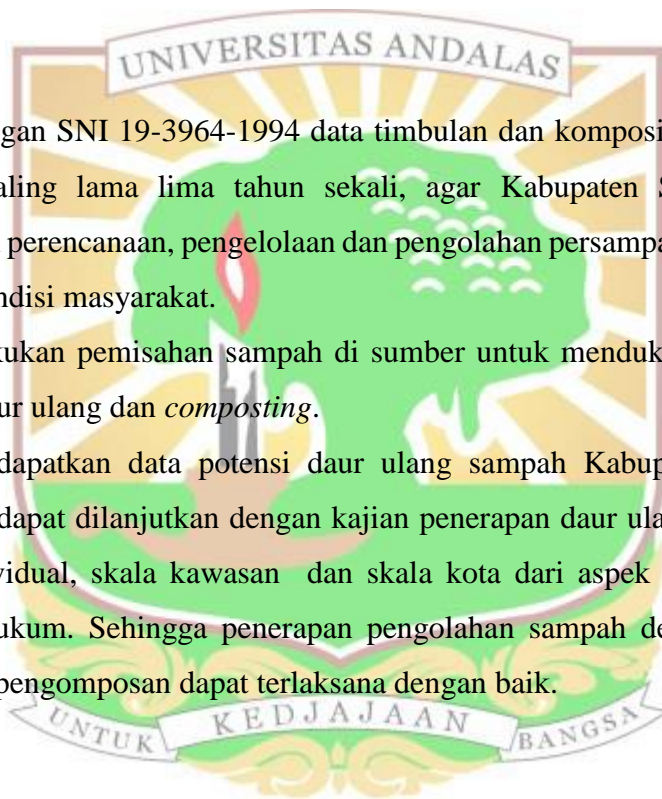 UNIVERSITAS ANDALAS
gan SNI 19-3964-1994 data timbulan dan komposi
aling lama lima tahun sekali, agar Kabupaten S
perencanaan, pengelolaan dan pengolahan persampa
ndisi masyarakat.
kukan pemisahan sampah di sumber untuk menduk
ur ulang dan composting.
dapatkan data potensi daur ulang sampah Kabup
dapat dilanjutkan dengan kajian penerapan daur ula
vidual, skala kawasan dan skala kota dari aspek
ukum. Sehingga penerapan pengolahan sampah de
pengomposan dapat terlaksana dengan baik.
UNTUK KEDJAJAAN BANGSA